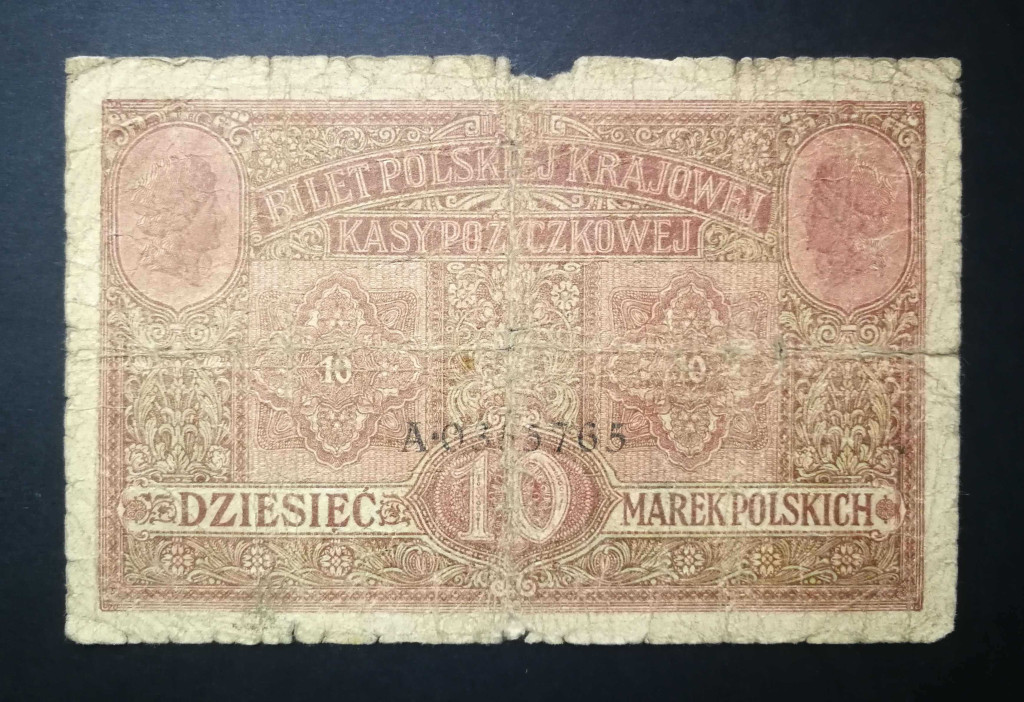 BILET POLSKIEJ KRAJOWEJ
KASY POŻYCZKOWEJ
10 10
DZIESIĘĆ 10 MAREK POLSKICH